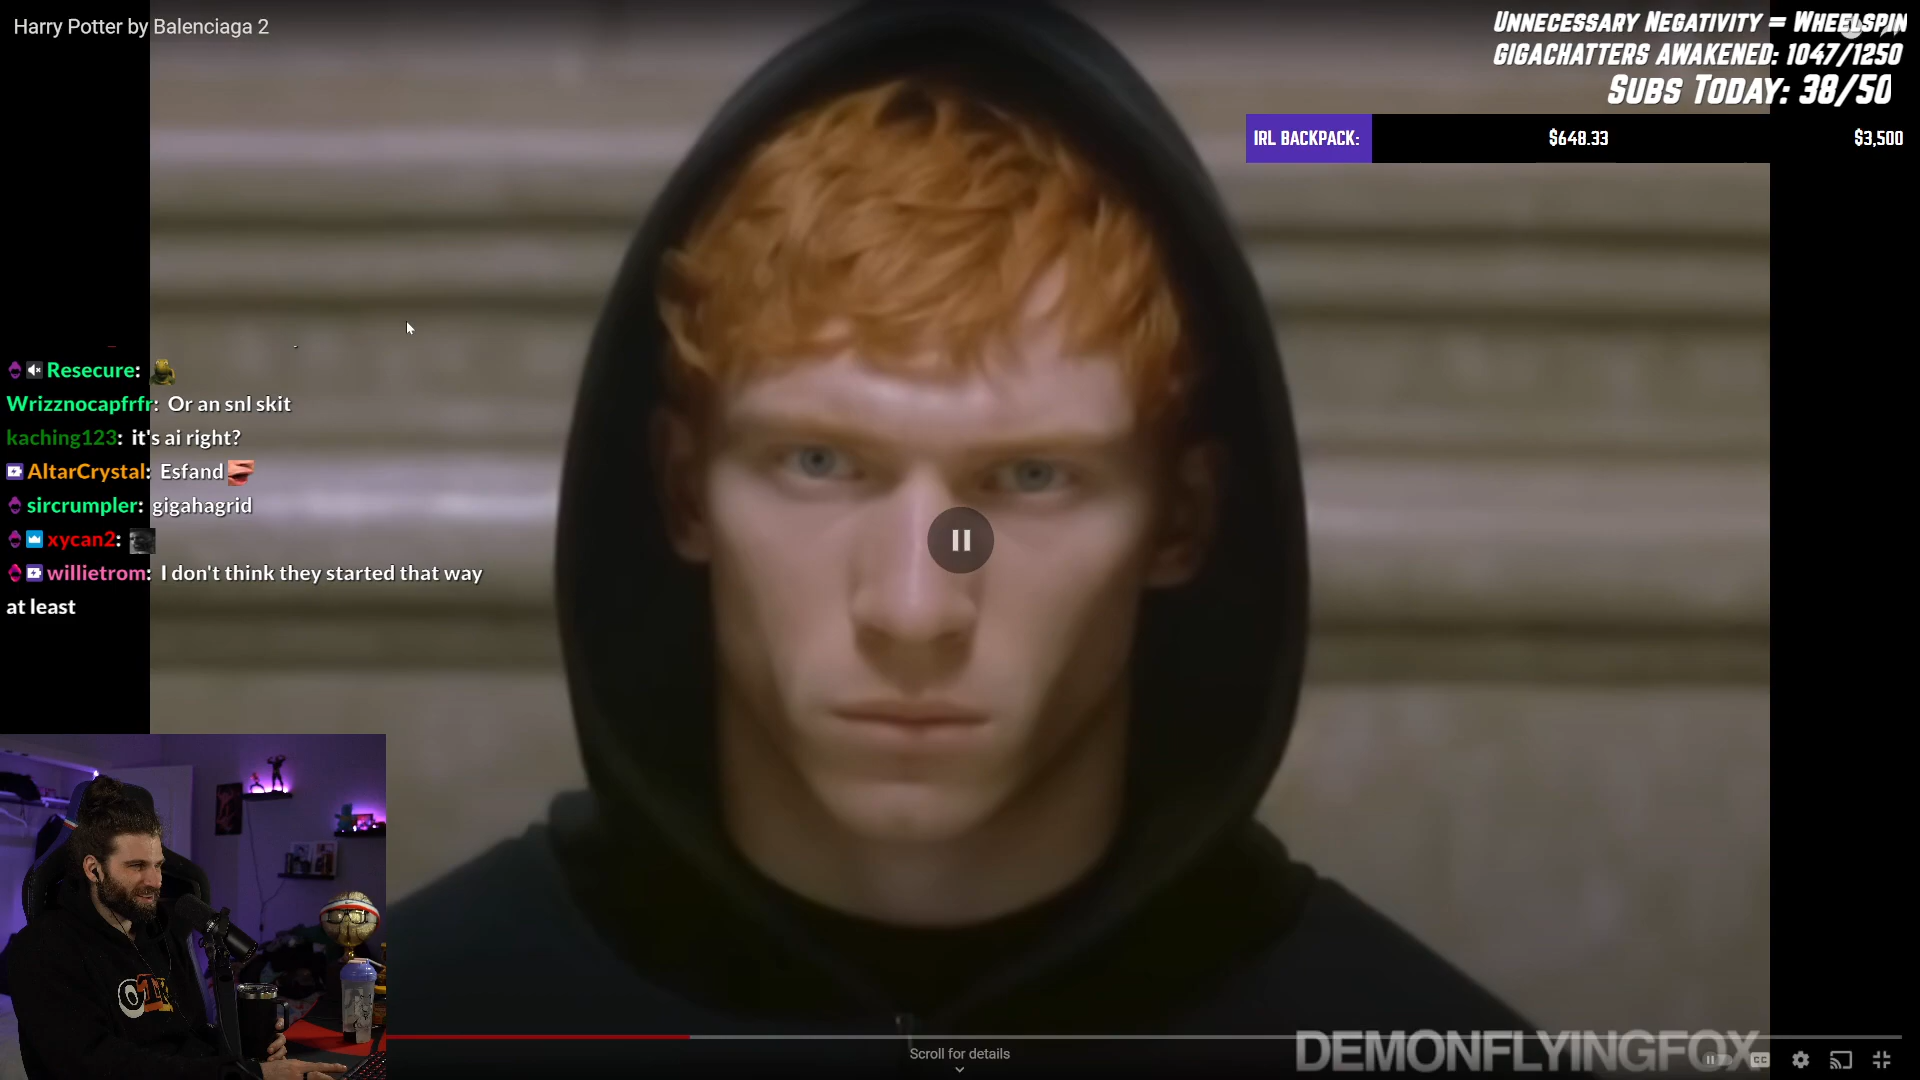 Harry Potter by Balenciaga 2
UNNECESSARY NEGATIVITY = WHEELSPIN
GIGACHATTERS AWAKENED: 1047/1250
SUBS TODAY: 38/50
IRL BACKPACK: $648.33 $3,500
Resecure:
Wrizznocapfrfr: Or an snl skit
kaching123: it's ai right?
AltarCrystal: Esfand
sircrumpler: gigahagrid
xycan2:
willietrom: I don't think they started that way
at least
Scroll for details
DEMONFLYINGFOX
CC